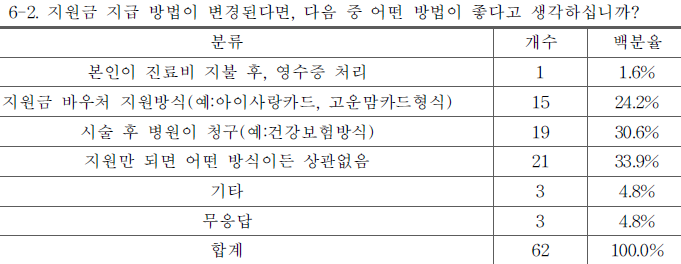 6-2. 지원금 지급 방법이 변경된다면, 다음 중 어떤 방법이 좋다고 생각하십니까?
분류 개수 백분율
본인이 진료비 지불 후, 영수증 처리 1 1.6%
지원금 바우처 지원방식(예:아이사랑카드, 고운맘카드형식) 15 24.2%
시술 후 병원이 청구(예:건강보험방식) 19 30.6%
지원만 되면 어떤 방식이든 상관없음 21 33.9%
기타 3 4.8%
무응답 3 4.8%
합계 62 100.0%